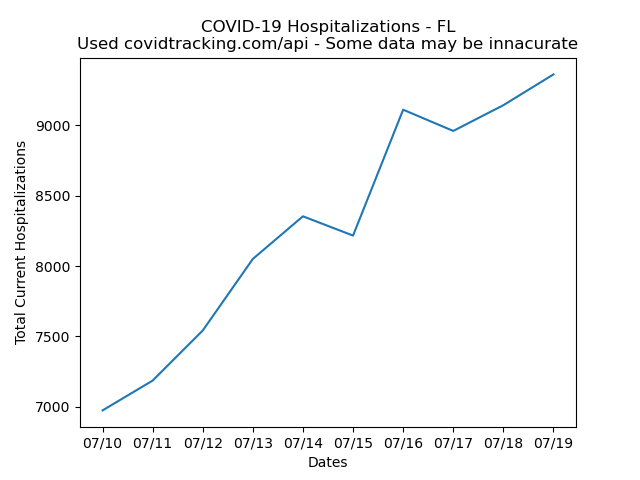 COVID-19 Hospitalizations - FL
Used covidtracking.com/api - Some data may be innacurate
Total Current Hospitalizations
9000
8500
8000
7500
7000
07/10 07/11 07/12 07/13 07/14 07/15 07/16 07/17 07/18 07/19
Dates